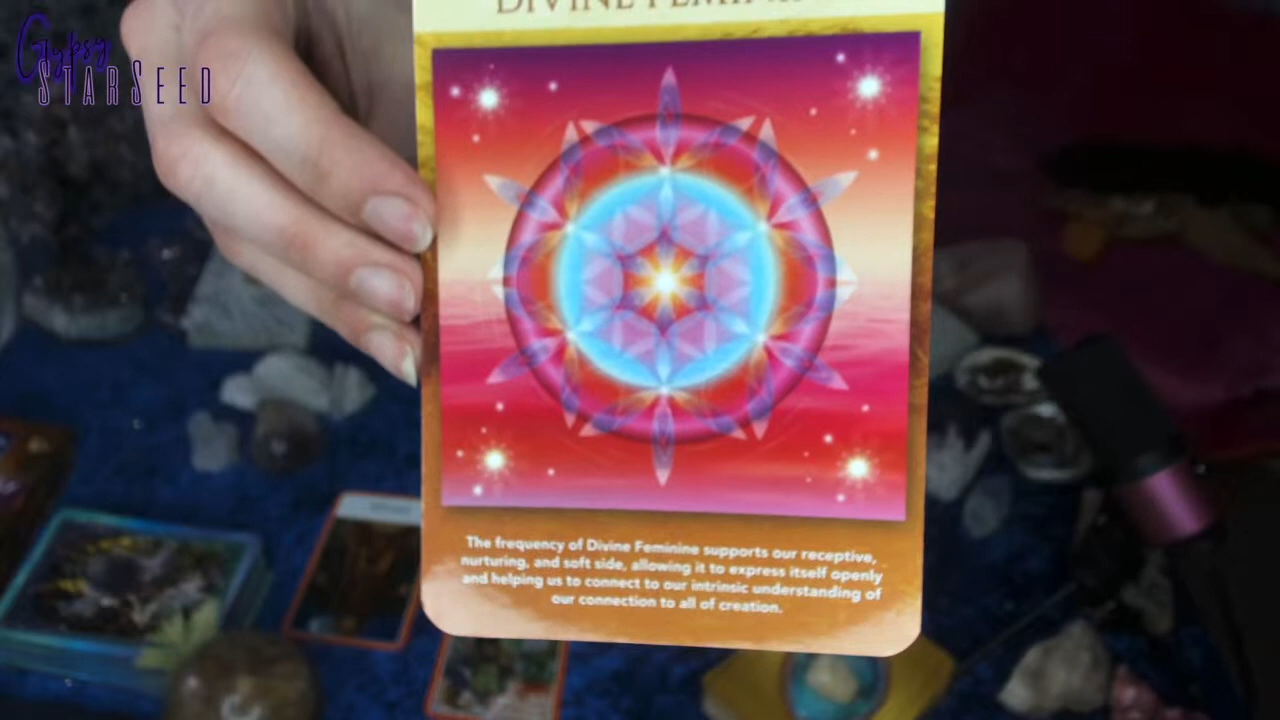 Gypsy
STARSEED
DIVINE FEMININE
The frequency of Divine Feminine supports our receptive,
nurturing, and soft side, allowing it to express itself openly
and helping us to connect to our intrinsic understanding of
our connection to all of creation.